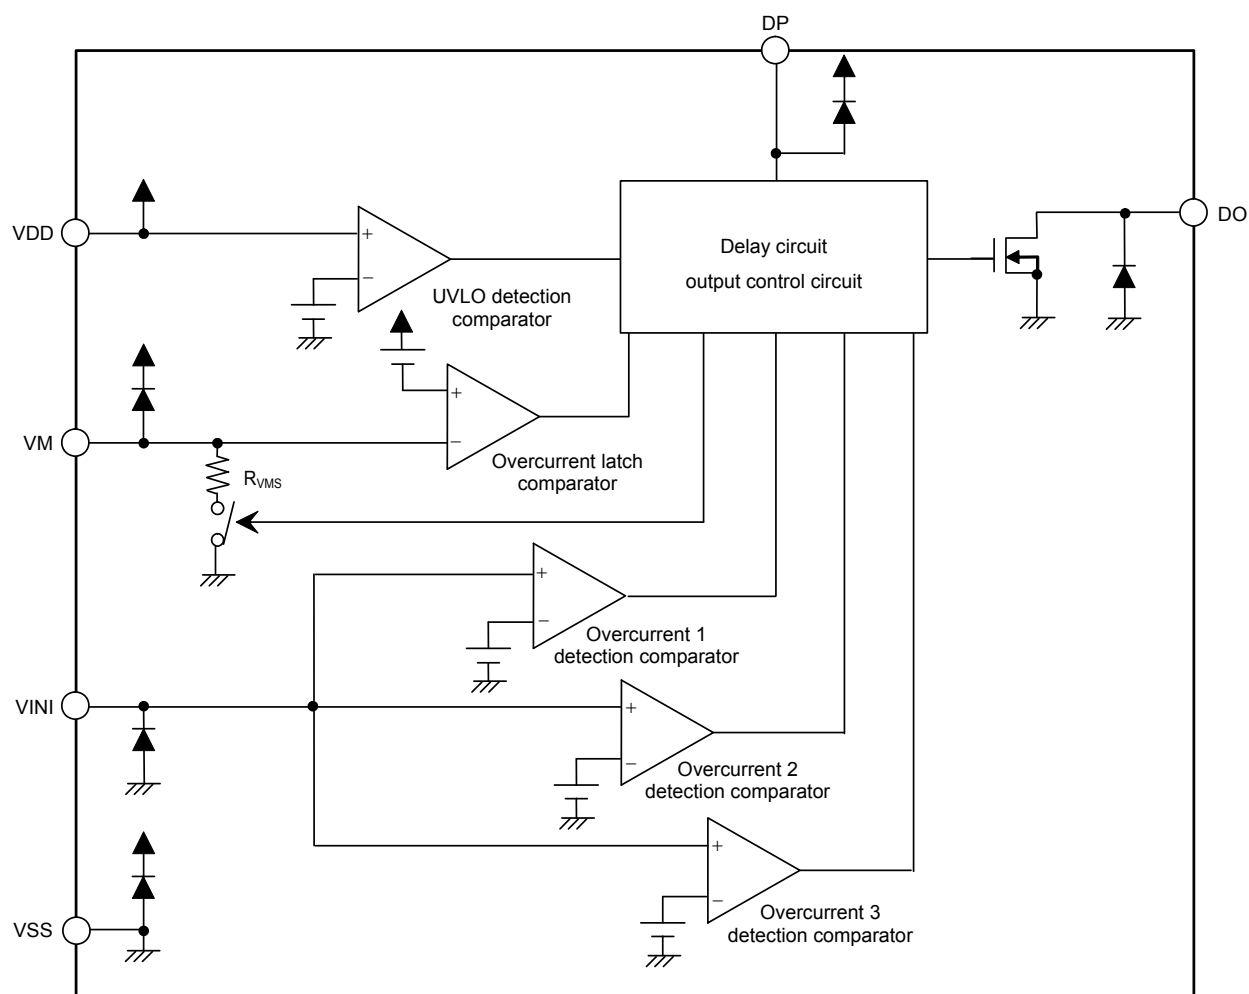 DP
VDD
+
−
UVLO detection
comparator
Delay circuit
output control circuit
DO
VM
+
−
Overcurrent latch
comparator
RVMS
+
−
Overcurrent 1
detection comparator
VINI
+
−
Overcurrent 2
detection comparator
+
−
Overcurrent 3
detection comparator
VSS